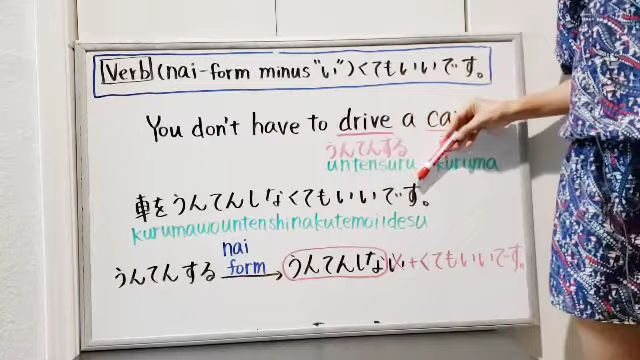 Verb (nai-form minus "い") くてもいいです。
You don't have to drive a
うんてんする
untensuru kuruma
車をうんてんしなくてもいいです。
kurumawountenshinakutemoiidesu
うんてんする nai form → うんてんしない+くてもいいです。